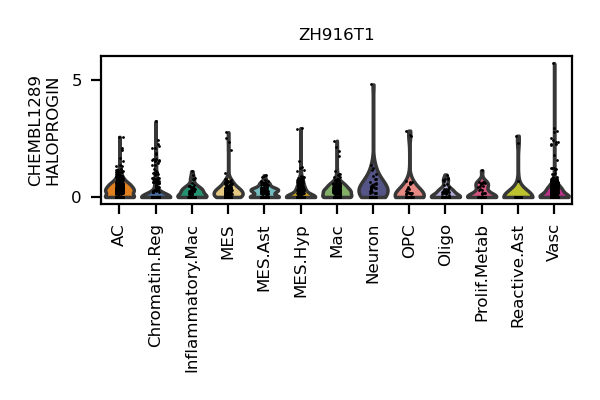 ZH916T1
CHEMBL1289
HALOPROGIN
5
0
AC
Chromatin.Reg
Inflammatory.Mac
MES
MES.Ast
MES.Hyp
Mac
Neuron
OPC
Oligo
Prolif.Metab
Reactive.Ast
Vasc